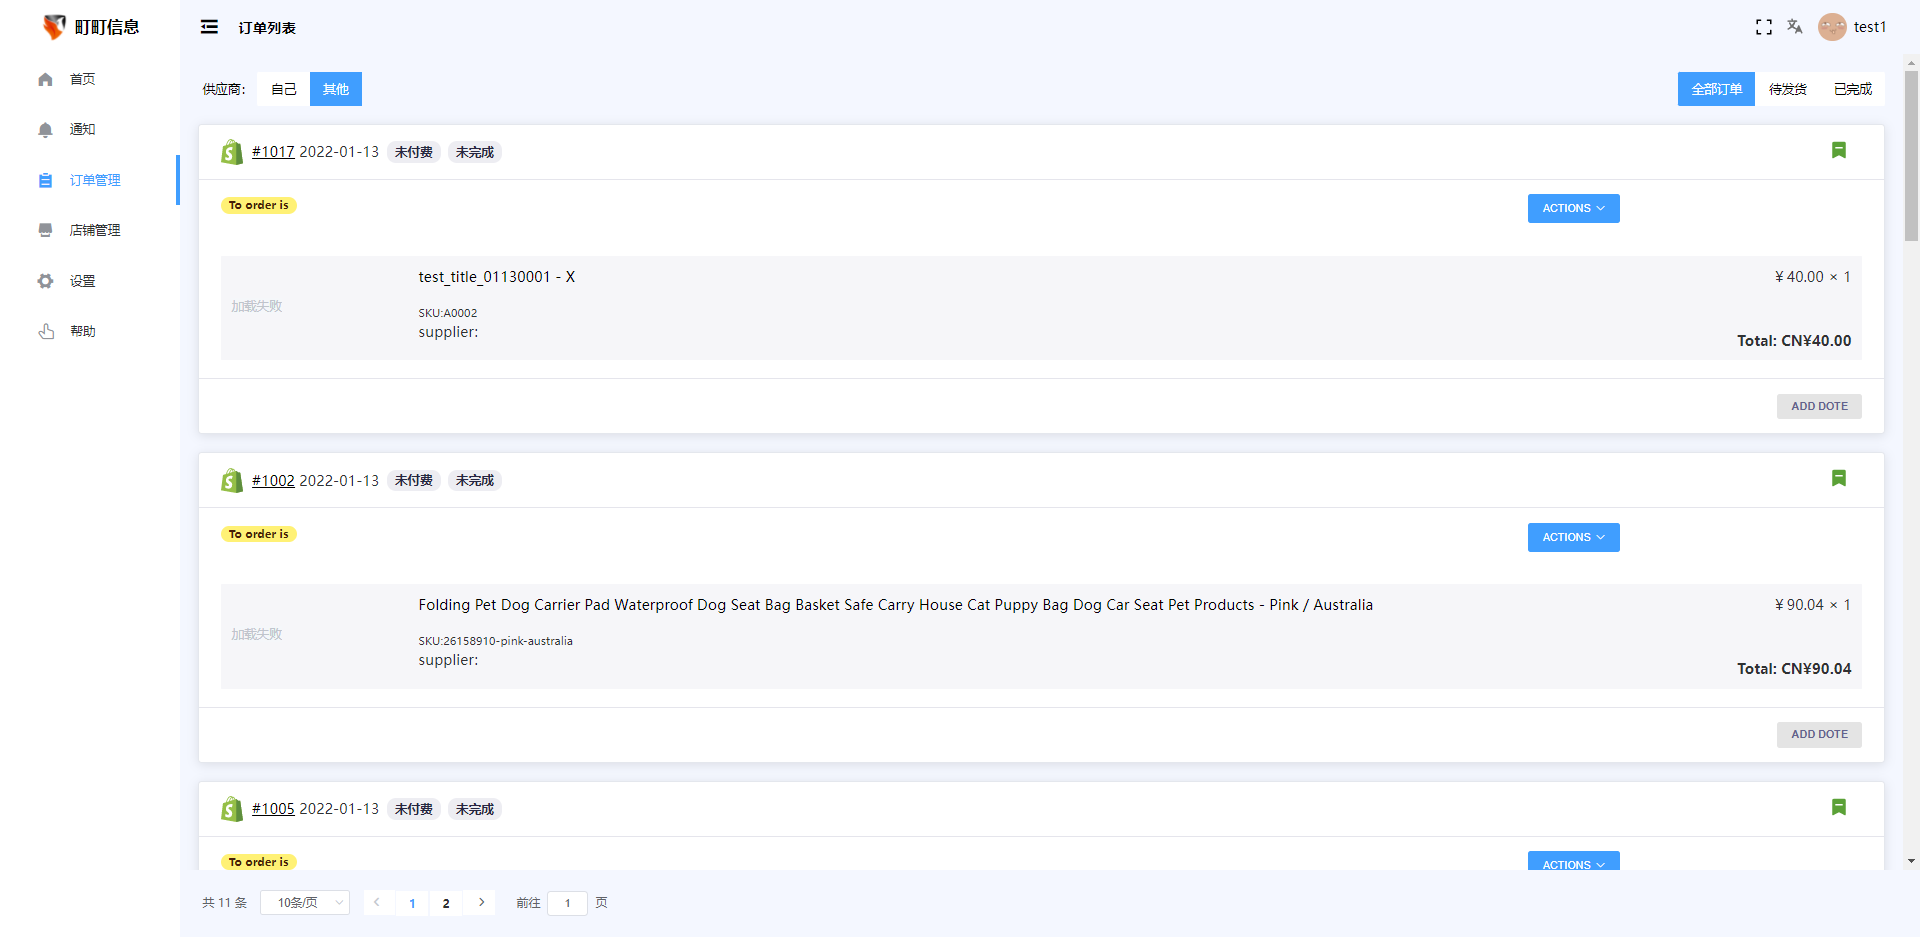 町町信息
订单列表
test1
首页
通知
订单管理
店铺管理
设置
帮助
供应商: 自己 其他
全部订单 待发货 已完成
#1017 2022-01-13 未付费 未完成
To order is
ACTIONS
加载失败
test_title_01130001 - X
¥ 40.00 × 1
SKU:A0002
supplier:
Total: CN¥40.00
ADD DOTE
#1002 2022-01-13 未付费 未完成
To order is
ACTIONS
加载失败
Folding Pet Dog Carrier Pad Waterproof Dog Seat Bag Basket Safe Carry House Cat Puppy Bag Dog Car Seat Pet Products - Pink / Australia
¥ 90.04 × 1
SKU:26158910-pink-australia
supplier:
Total: CN¥90.04
ADD DOTE
#1005 2022-01-13 未付费 未完成
To order is
ACTIONS
共 11 条 10条/页 1 2 前往 1 页